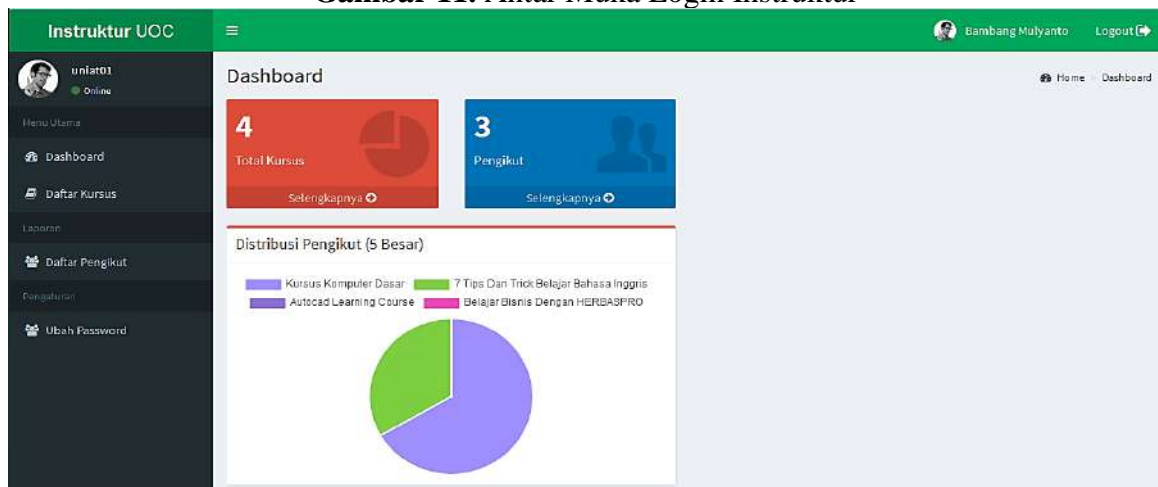 Gambar 11. Antar Muka Login Instruktur
Instruktur UOC
Bambang Mulyanto Logout
uniat01
Online
Dashboard
Home Dashboard
Menu Utama
Dashboard
Daftar Kursus
Laporan
Daftar Pengikut
Pengaturan
Ubah Password
4
Total Kursus
Selengkapnya
3
Pengikut
Selengkapnya
Distribusi Pengikut (5 Besar)
Kursus Komputer Dasar 7 Tips Dan Trick Belajar Bahasa Inggris
Autocad Learning Course Belajar Bisnis Dengan HERBASPRO